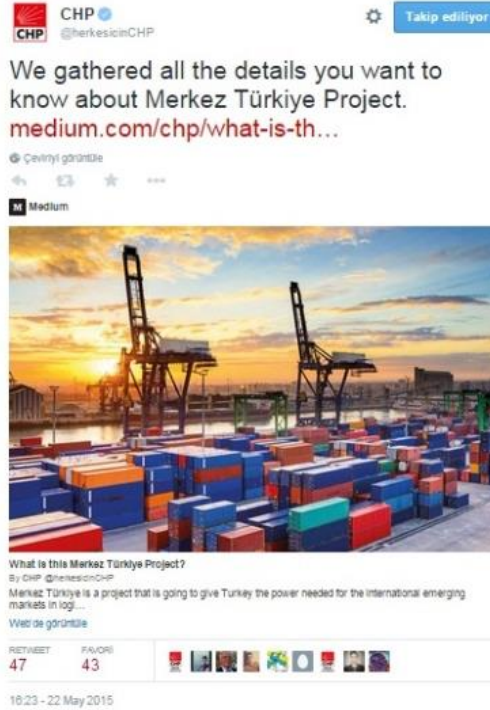 CHP
@herkesicinCHP
Takip ediliyor
CHP
We gathered all the details you want to
know about Merkez Türkiye Project.
medium.com/chp/what-is-th...
Çeviriyi görüntüle
M Medium
What is this Merkez Türkiye Project?
By CHP @herkesicinCHP
Merkez Türkiye is a project that is going to give Turkey the power needed for the international emerging
markets in logi...
Web'de görüntüle
RETWEET FAVORİ
47 43
16:23 - 22 May 2015